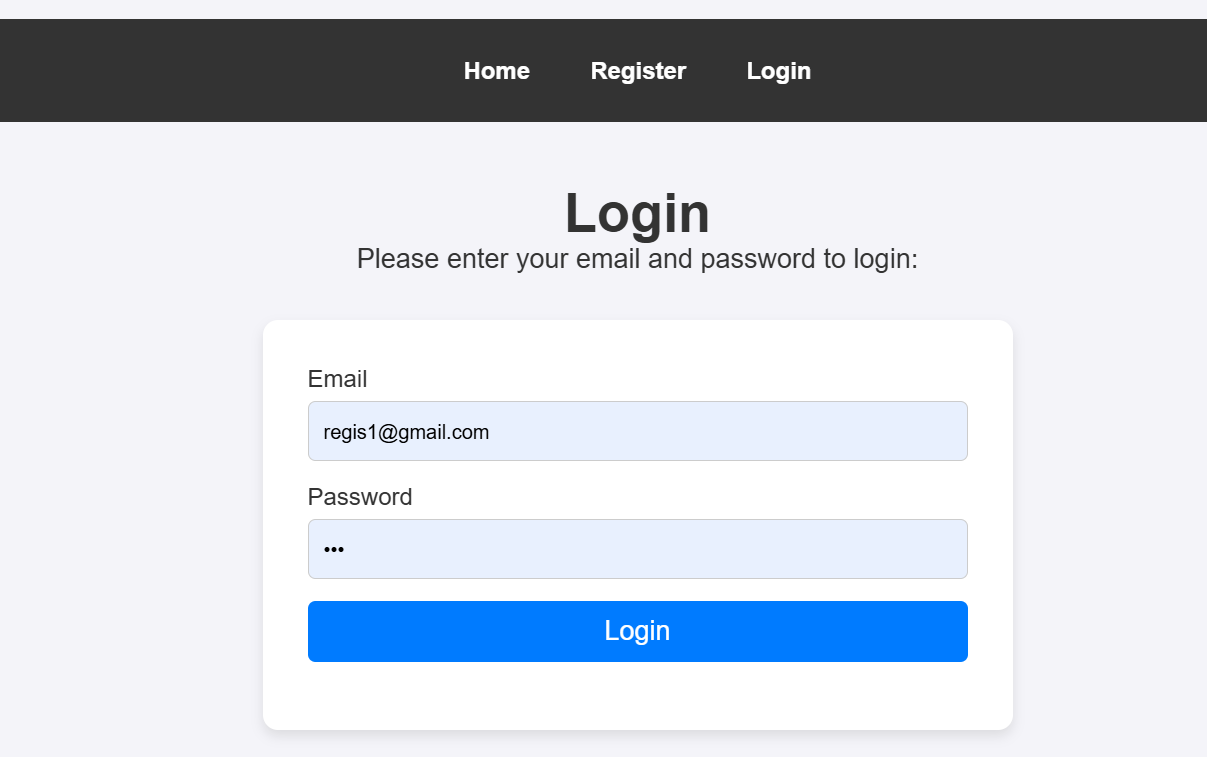 Home Register Login
Login
Please enter your email and password to login:
Email
regis1@gmail.com
Password
•••
Login